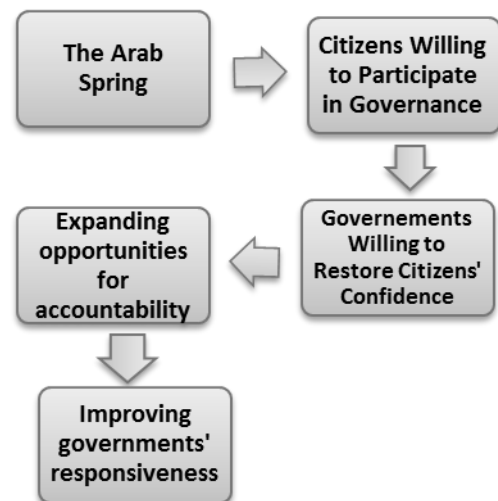 The Arab
Spring
Citizens Willing
to Participate
in Governance
Governements
Willing to
Restore Citizens'
Confidence
Expanding
opportunities
for
accountability
Improving
governments'
responsiveness